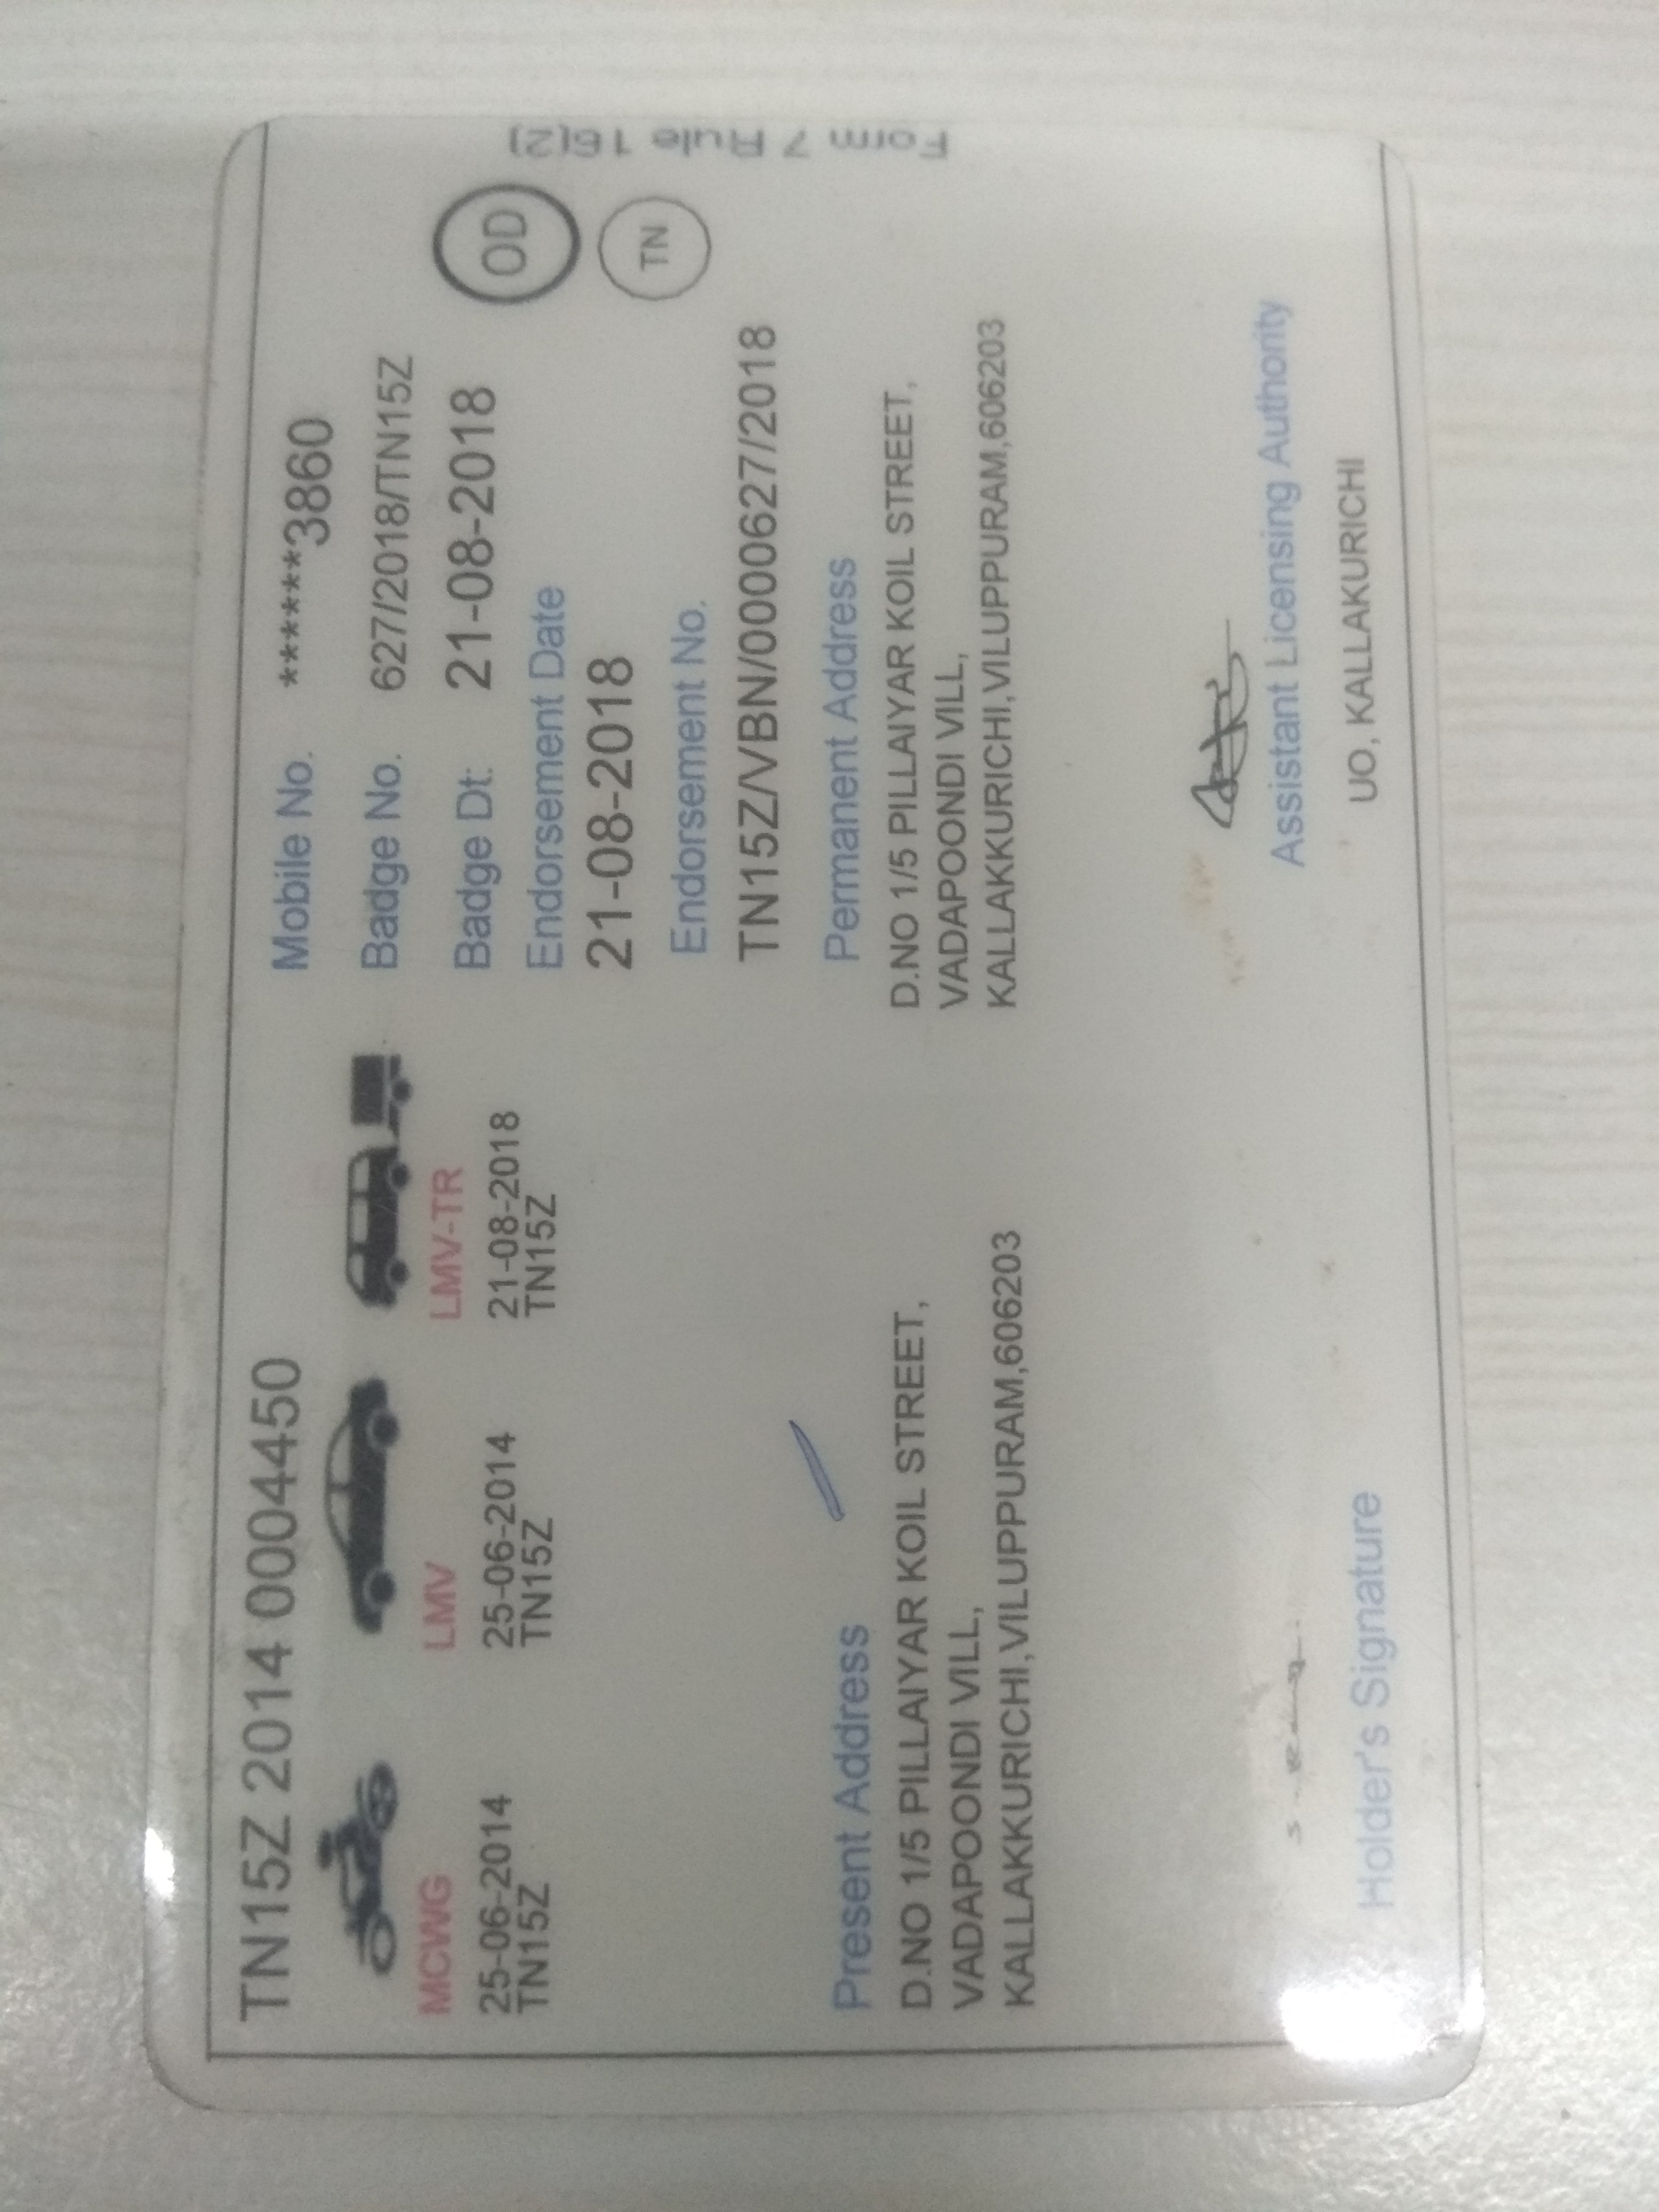 TN15Z 2014 0004450
MCWG
25-06-2014
TN15Z
LMV
25-06-2014
TN15Z
LMV-TR
21-08-2018
TN15Z
Mobile No. ******3860
Badge No. 627/2018/TN15Z
Badge Dt: 21-08-2018
Endorsement Date
21-08-2018
Endorsement No.
TN15Z/VBN/0000627/2018
OD
TN
Form 7 Rule 16(2)
Present Address
D.NO 1/5 PILLAIYAR KOIL STREET,
VADAPOONDI VILL,
KALLAKKURICHI,VILUPPURAM,606203
Permanent Address
D.NO 1/5 PILLAIYAR KOIL STREET,
VADAPOONDI VILL,
KALLAKKURICHI,VILUPPURAM,606203
Holder's Signature
Assistant Licensing Authority
UO, KALLAKURICHI